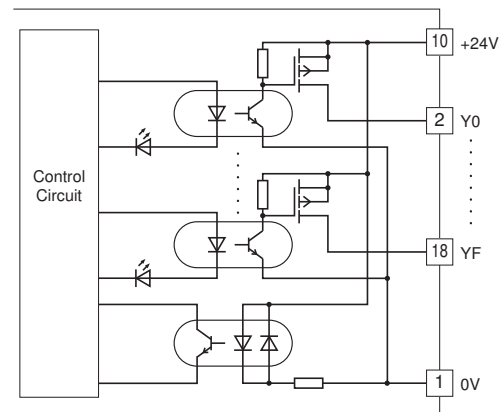 10 +24V
2 Y0
Control
Circuit
18 YF
1 0V